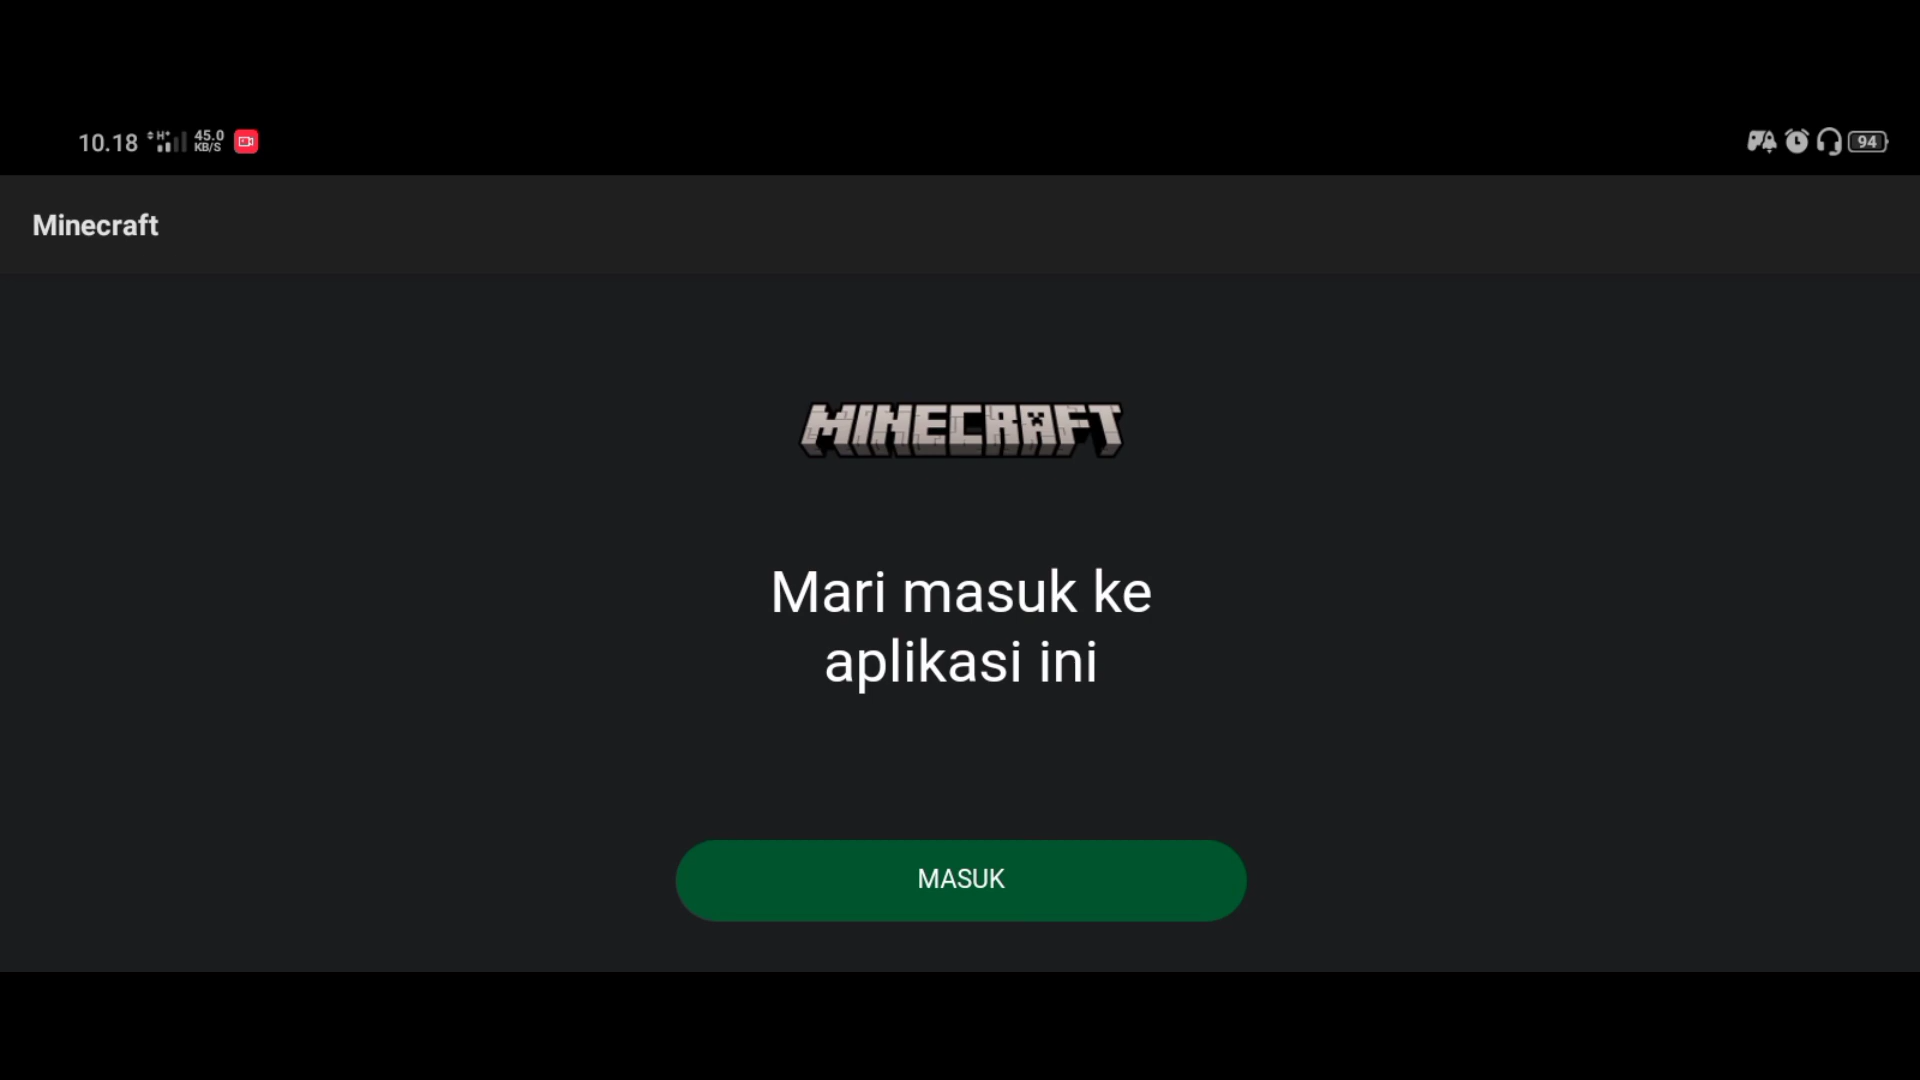 10.18 H+ 45.0 KB/S 94
Minecraft
MINECRAFT
Mari masuk ke
aplikasi ini
MASUK